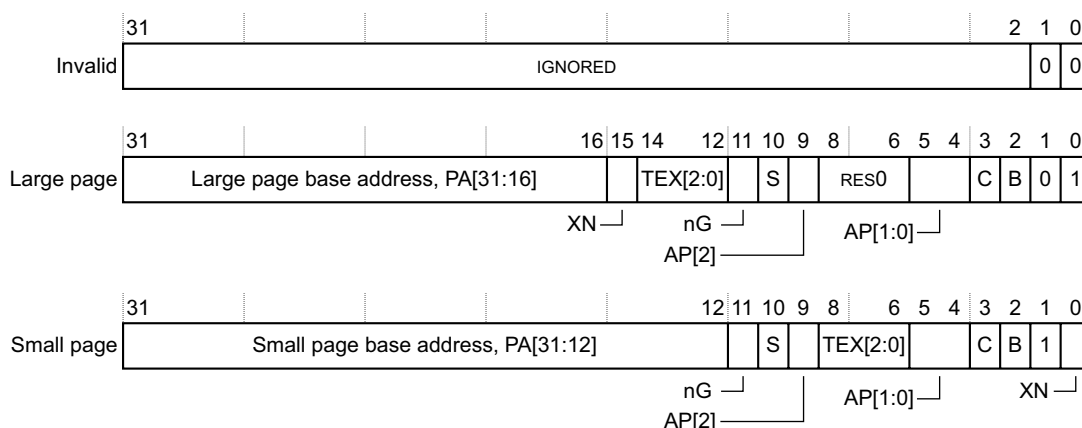 31 2 1 0
Invalid IGNORED 0 0
31 16 15 14 12 11 10 9 8 6 5 4 3 2 1 0
Large page Large page base address, PA[31:16] TEX[2:0] S RES0 C B 0 1
XN nG AP[1:0]
AP[2]
31 12 11 10 9 8 6 5 4 3 2 1 0
Small page Small page base address, PA[31:12] S TEX[2:0] C B 1
nG AP[1:0] XN
AP[2]